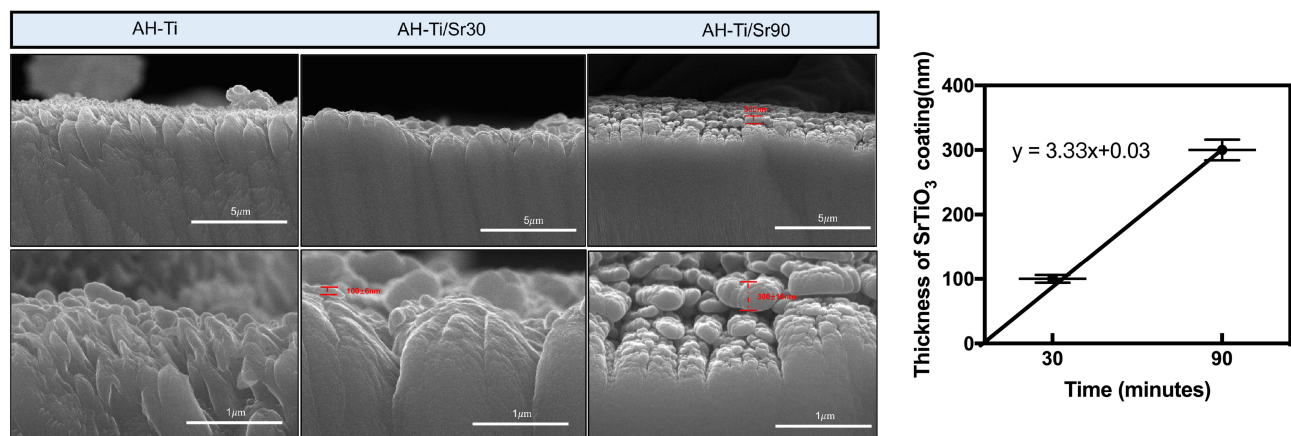 AH-Ti
AH-Ti/Sr30
AH-Ti/Sr90
5μm
5μm
5μm
100±6nm
1μm
1μm
1μm
Thickness of SrTiO3 coating(nm)
400
300
200
100
0
y = 3.33x+0.03
30
90
Time (minutes)